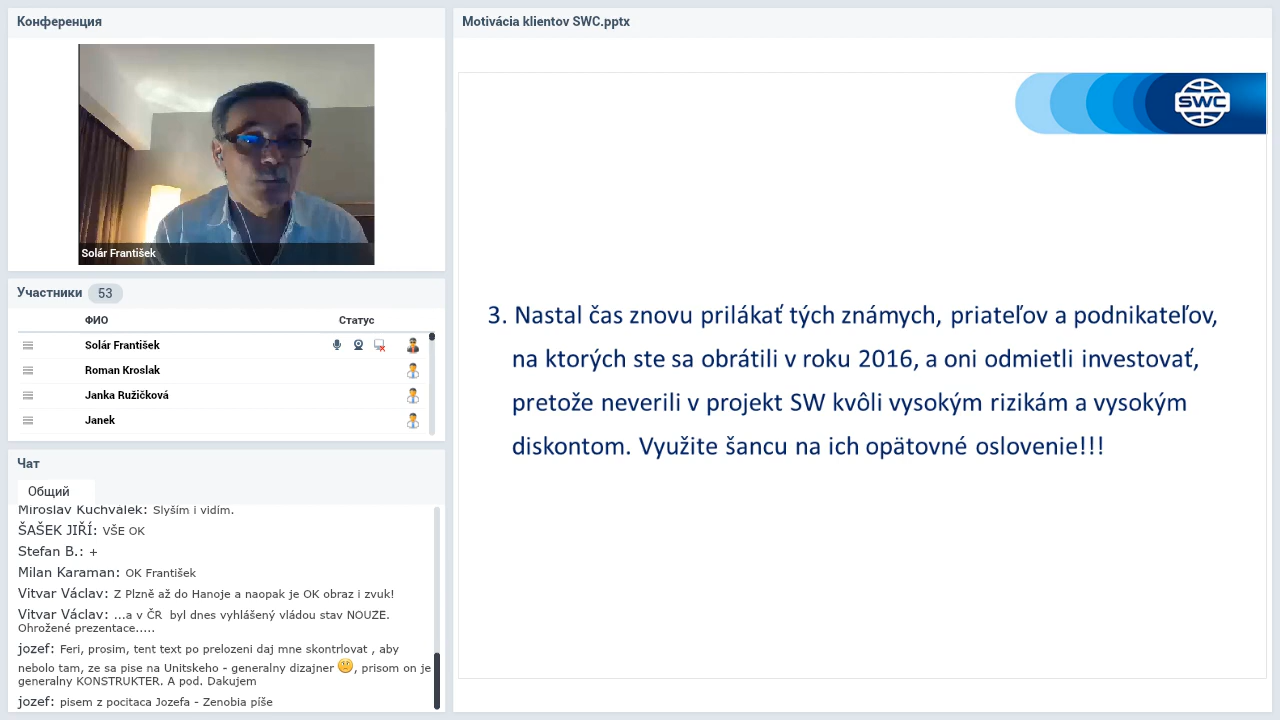 Конференция
Solár František
Участники 53
ФИО Статус
Solár František
Roman Kroslak
Janka Ružičková
Janek
Чат
Общий
Miroslav Kuchválek: Slyším i vidím.
ŠAŠEK JIŘÍ: VŠE OK
Stefan B.: +
Milan Karaman: OK František
Vitvar Václav: Z Plzně až do Hanoje a naopak je OK obraz i zvuk!
Vitvar Václav: ...a v ČR byl dnes vyhlášený vládou stav NOUZE.
Ohrožené prezentace.....
jozef: Feri, prosim, tent text po prelozeni daj mne skontrlovat , aby
nebolo tam, ze sa pise na Unitskeho - generalny dizajner , prisom on je
generalny KONSTRUKTER. A pod. Dakujem
jozef: pisem z pocitaca Jozefa - Zenobia píše
Motivácia klientov SWC.pptx
SWC
3. Nastal čas znovu prilákať tých známych, priateľov a podnikateľov,
na ktorých ste sa obrátili v roku 2016, a oni odmietli investovať,
pretože neverili v projekt SW kvôli vysokým rizikám a vysokým
diskontom. Využite šancu na ich opätovné oslovenie!!!